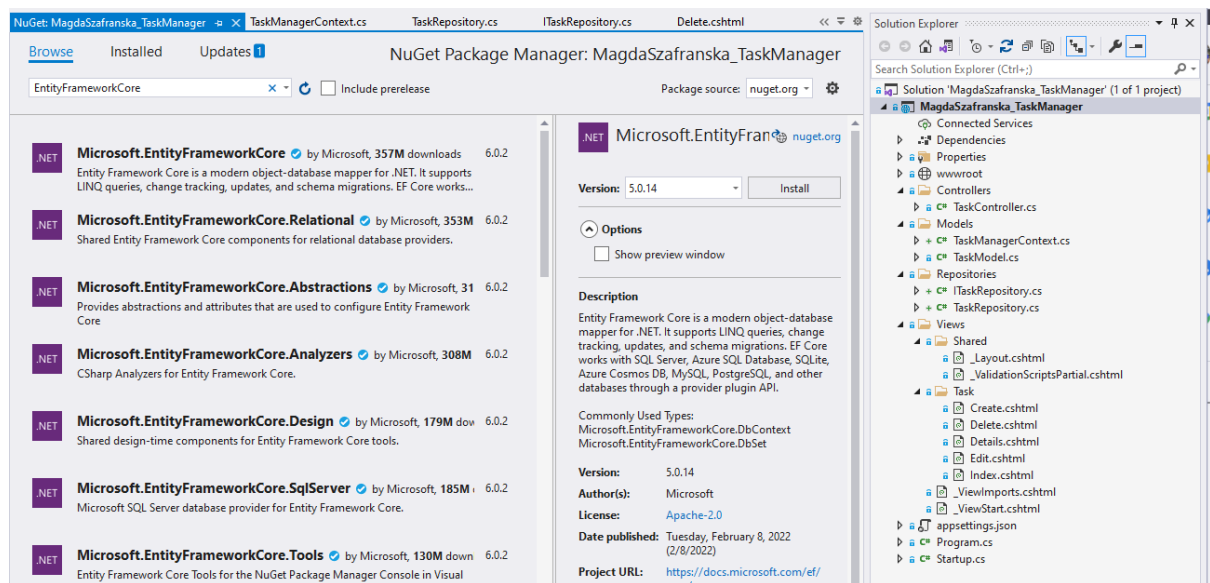 NuGet: MagdaSzafranska_TaskManager
TaskManagerContext.cs
TaskRepository.cs
ITaskRepository.cs
Delete.cshtml
Browse
Installed
Updates 1
NuGet Package Manager: MagdaSzafranska_TaskManager
EntityFrameworkCore
Include prerelease
Package source: nuget.org
.NET
Microsoft.EntityFrameworkCore by Microsoft, 357M downloads 6.0.2
Entity Framework Core is a modern object-database mapper for .NET. It supports
LINQ queries, change tracking, updates, and schema migrations. EF Core works...
.NET
Microsoft.EntityFrameworkCore.Relational by Microsoft, 353M 6.0.2
Shared Entity Framework Core components for relational database providers.
.NET
Microsoft.EntityFrameworkCore.Abstractions by Microsoft, 31 6.0.2
Provides abstractions and attributes that are used to configure Entity Framework
Core
.NET
Microsoft.EntityFrameworkCore.Analyzers by Microsoft, 308M 6.0.2
CSharp Analyzers for Entity Framework Core.
.NET
Microsoft.EntityFrameworkCore.Design by Microsoft, 179M dow 6.0.2
Shared design-time components for Entity Framework Core tools.
.NET
Microsoft.EntityFrameworkCore.SqlServer by Microsoft, 185M 6.0.2
Microsoft SQL Server database provider for Entity Framework Core.
.NET
Microsoft.EntityFrameworkCore.Tools by Microsoft, 130M down 6.0.2
Entity Framework Core Tools for the NuGet Package Manager Console in Visual
.NET
Microsoft.EntityFran nuget.org
Version: 5.0.14 Install
Options
Show preview window
Description
Entity Framework Core is a modern object-database
mapper for .NET. It supports LINQ queries, change
tracking, updates, and schema migrations. EF Core
works with SQL Server, Azure SQL Database, SQLite,
Azure Cosmos DB, MySQL, PostgreSQL, and other
databases through a provider plugin API.
Commonly Used Types:
Microsoft.EntityFrameworkCore.DbContext
Microsoft.EntityFrameworkCore.DbSet
Version: 5.0.14
Author(s): Microsoft
License: Apache-2.0
Date published: Tuesday, February 8, 2022
(2/8/2022)
Project URL: https://docs.microsoft.com/ef/
Solution Explorer
Search Solution Explorer (Ctrl+;)
Solution 'MagdaSzafranska_TaskManager' (1 of 1 project)
MagdaSzafranska_TaskManager
Connected Services
Dependencies
Properties
wwwroot
Controllers
C# TaskController.cs
Models
+ C# TaskManagerContext.cs
C# TaskModel.cs
Repositories
+ C# ITaskRepository.cs
+ C# TaskRepository.cs
Views
Shared
_Layout.cshtml
_ValidationScriptsPartial.cshtml
Task
Create.cshtml
Delete.cshtml
Details.cshtml
Edit.cshtml
Index.cshtml
_ViewImports.cshtml
_ViewStart.cshtml
appsettings.json
C# Program.cs
C# Startup.cs